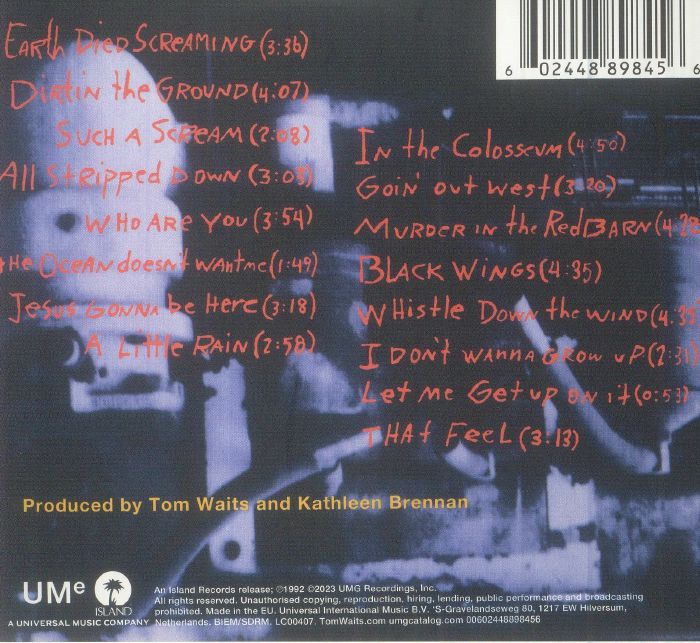 Earth Died Screaming (3:36)
Dirt in the Ground (4:07)
Such a Scream (2:08)
All Stripped Down (3:03)
Who Are You (3:54)
the Ocean doesn't want me (1:49)
Jesus Gonna be Here (3:18)
A Little Rain (2:58)
In the Colosseum (4:50)
Goin' out west (3:20)
Murder in the Red Barn (4:28
Black Wings (4:35)
Whistle Down the Wind (4:35
I Don't Wanna Grow up (2:31)
Let me Get up on it (0:53)
That Feel (3:13)
6 02448 89845 6
Produced by Tom Waits and Kathleen Brennan
UMe
ISLAND
A UNIVERSAL MUSIC COMPANY
An Island Records release; ℗1992 ©2023 UMG Recordings, Inc.
All rights reserved. Unauthorised copying, reproduction, hiring, lending, public performance and broadcasting
prohibited. Made in the EU. Universal International Music B.V. 'S-Gravelandseweg 80, 1217 EW Hilversum,
Netherlands. BIEM/SDRM. LC00407. TomWaits.com umgcatalog.com 00602448898456